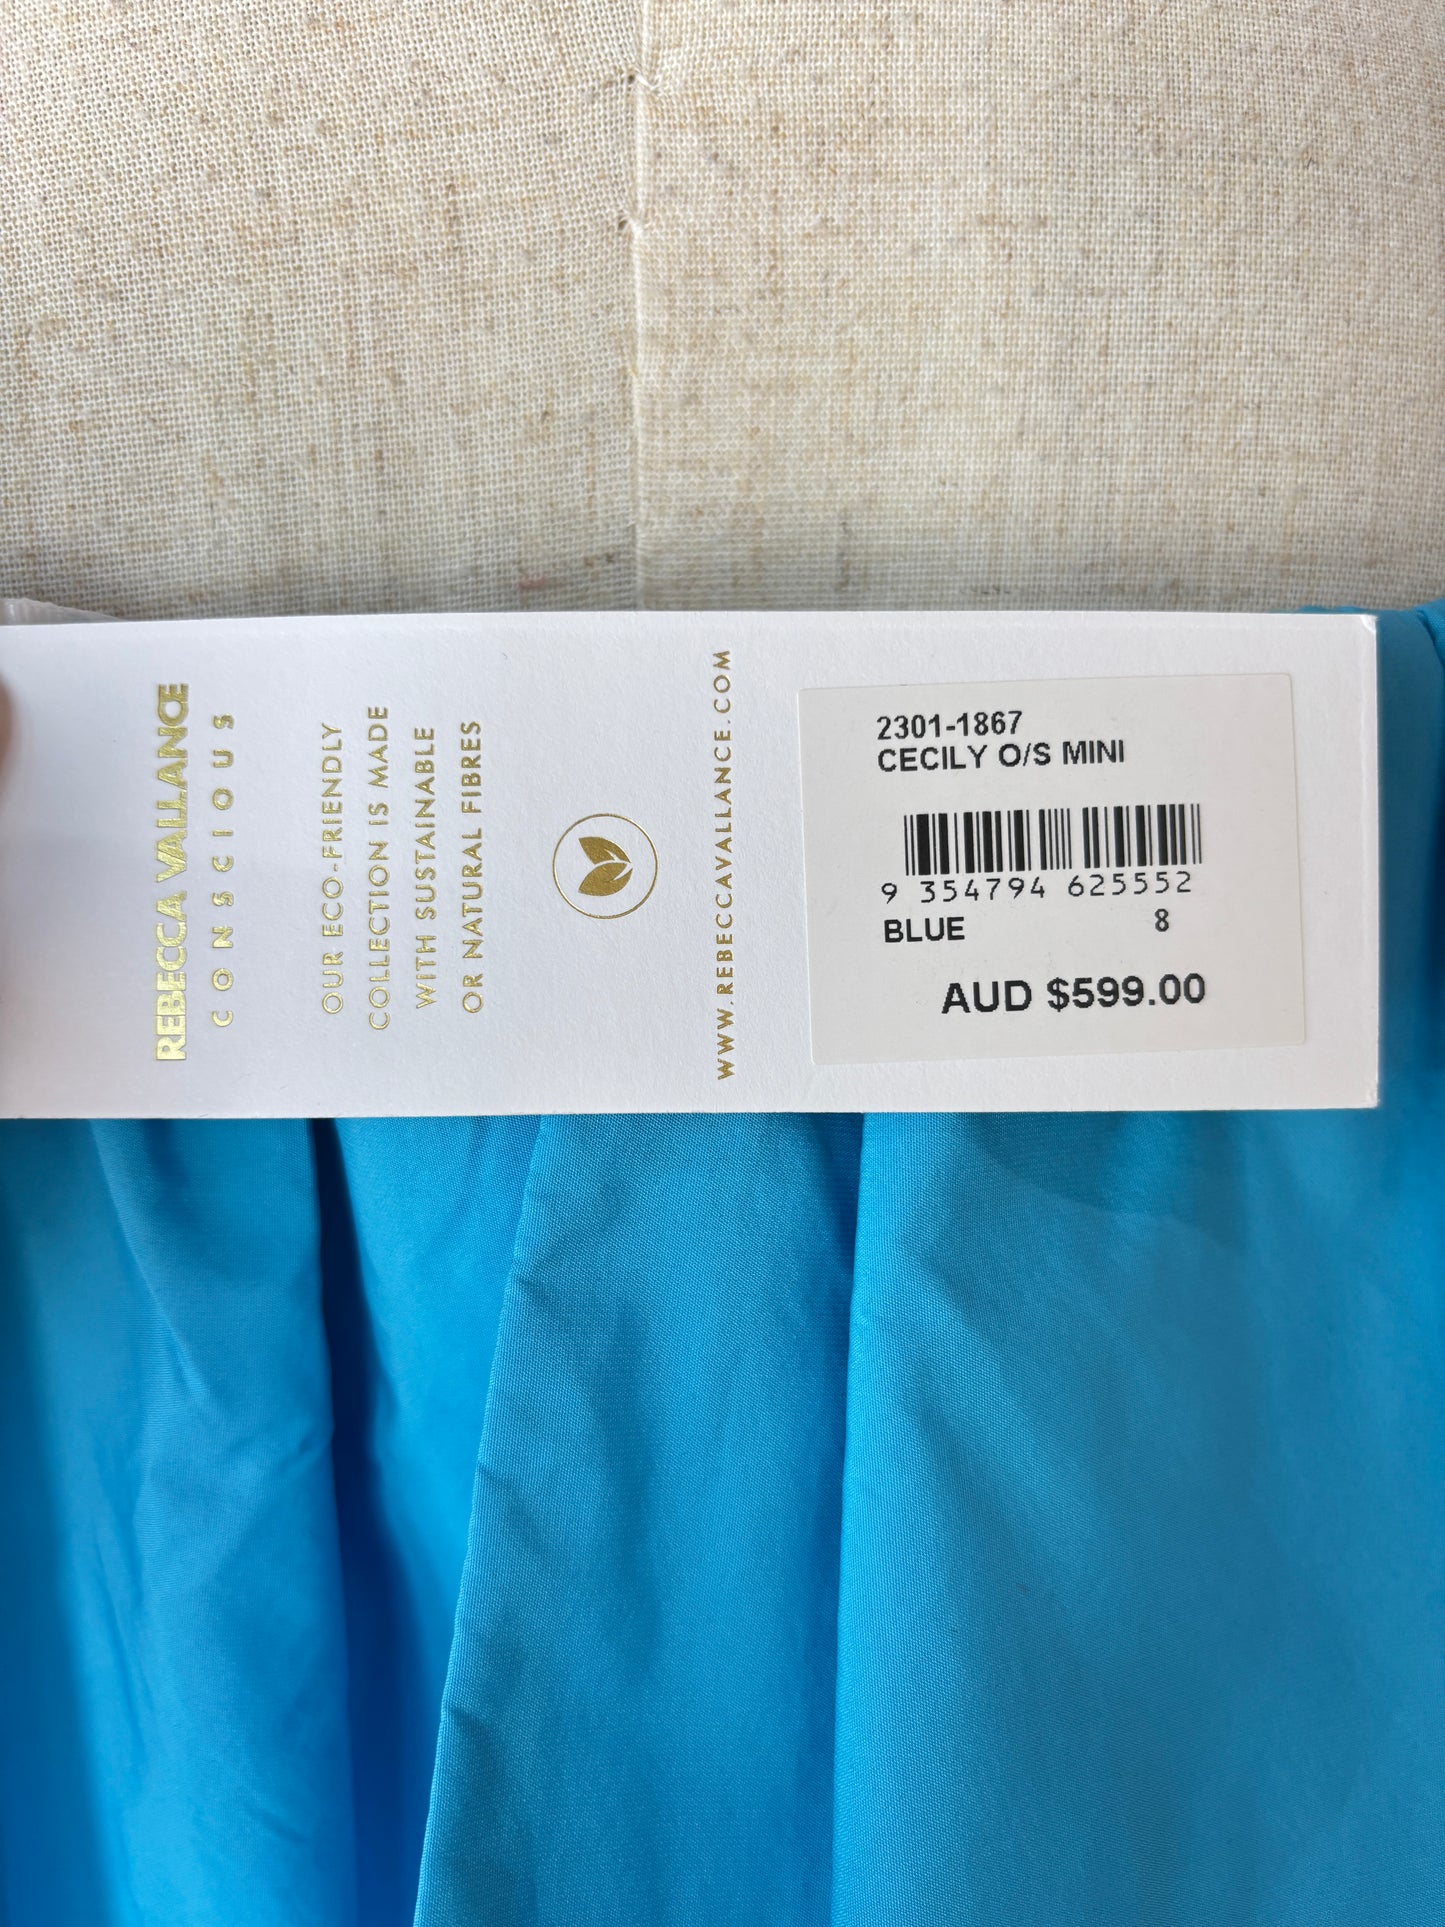 REBECCA VALLANCE
CONSCIOUS
OUR ECO-FRIENDLY
COLLECTION IS MADE
WITH SUSTAINABLE
OR NATURAL FIBRES
WWW.REBECCAVALLANCE.COM
2301-1867
CECILY O/S MINI
9 354794 625552
BLUE 8
AUD $599.00